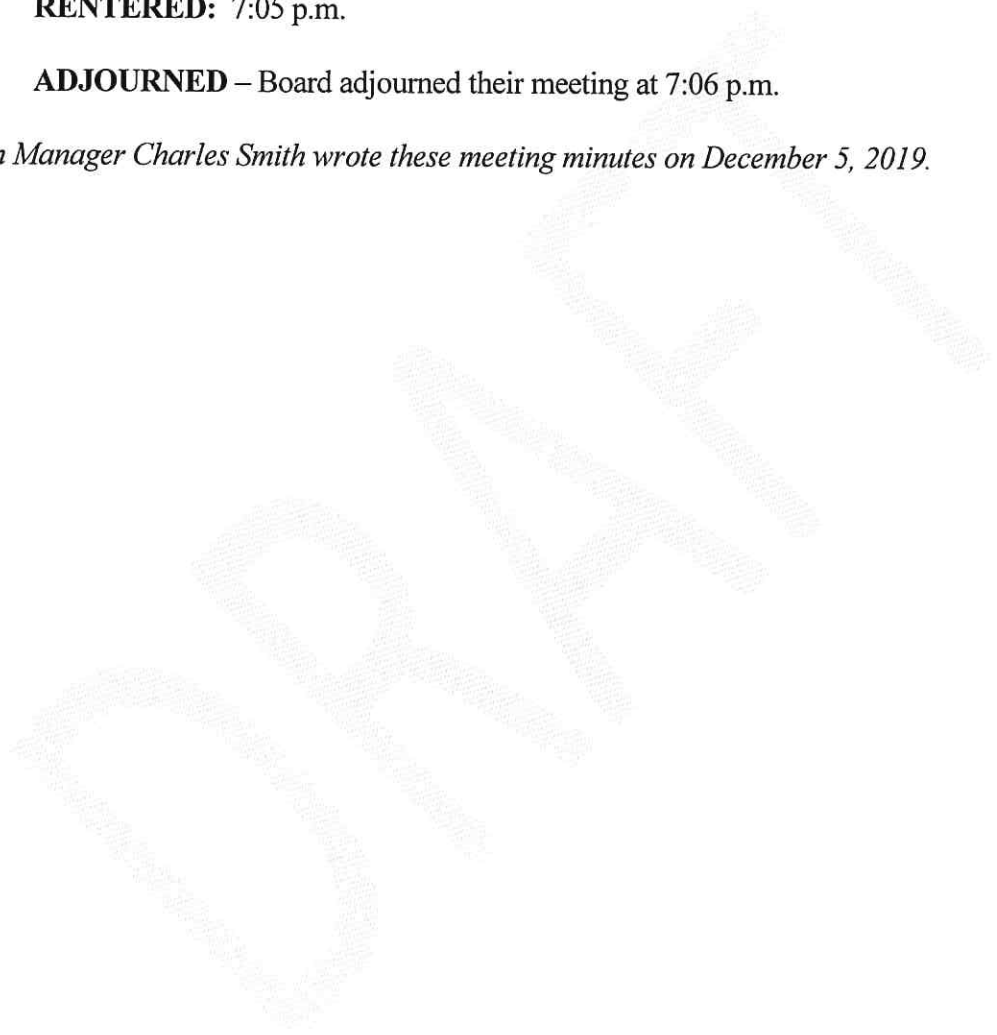 RENTERED: 7:05 p.m.
ADJOURNED – Board adjourned their meeting at 7:06 p.m.
Manager Charles Smith wrote these meeting minutes on December 5, 2019.
DRAFT